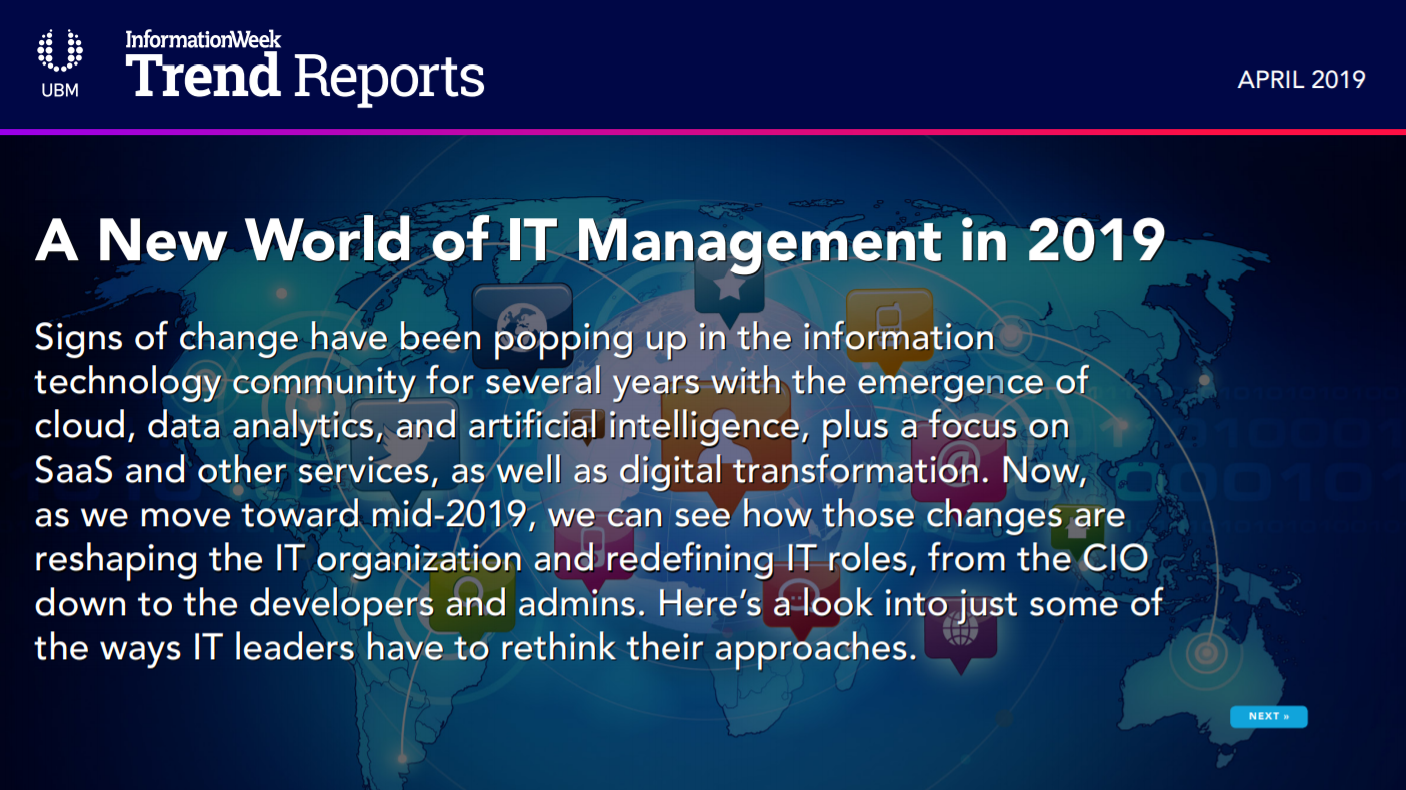 UBM
InformationWeek
Trend Reports
APRIL 2019
A New World of IT Management in 2019
Signs of change have been popping up in the information
technology community for several years with the emergence of
cloud, data analytics, and artificial intelligence, plus a focus on
SaaS and other services, as well as digital transformation. Now,
as we move toward mid-2019, we can see how those changes are
reshaping the IT organization and redefining IT roles, from the CIO
down to the developers and admins. Here’s a look into just some of
the ways IT leaders have to rethink their approaches.
NEXT »